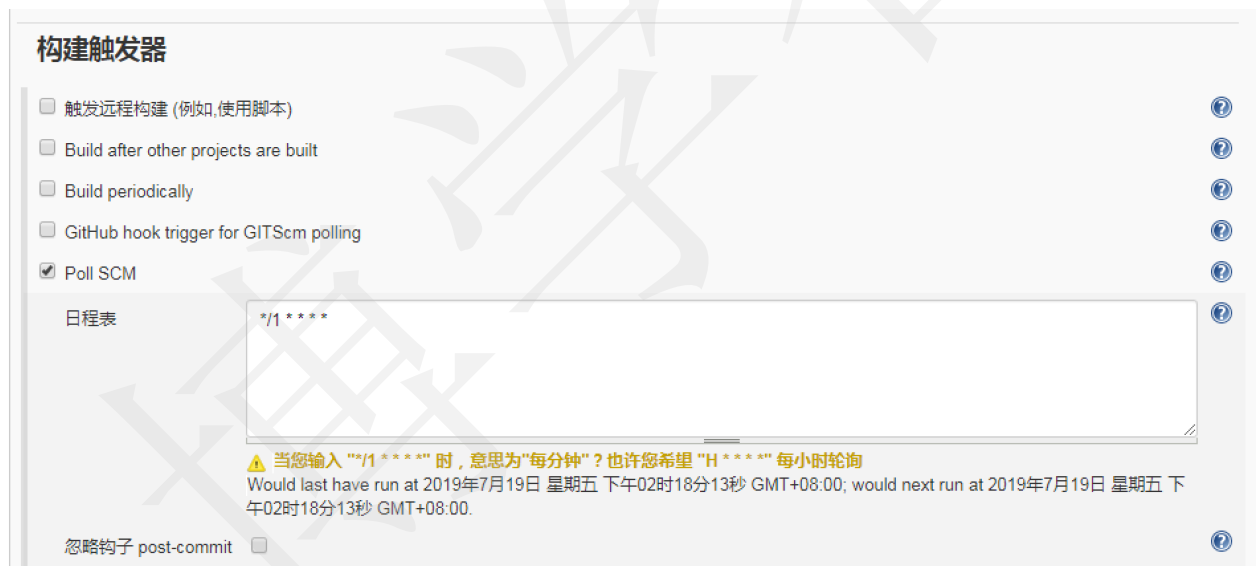 构建触发器
触发远程构建 (例如,使用脚本)
Build after other projects are built
Build periodically
GitHub hook trigger for GITScm polling
Poll SCM
日程表
*/1 * * * *
当您输入 "*/1 * * * *" 时，意思为"每分钟"？也许您希望 "H * * * *" 每小时轮询
Would last have run at 2019年7月19日 星期五 下午02时18分13秒 GMT+08:00; would next run at 2019年7月19日 星期五 下
午02时18分13秒 GMT+08:00.
忽略钩子 post-commit